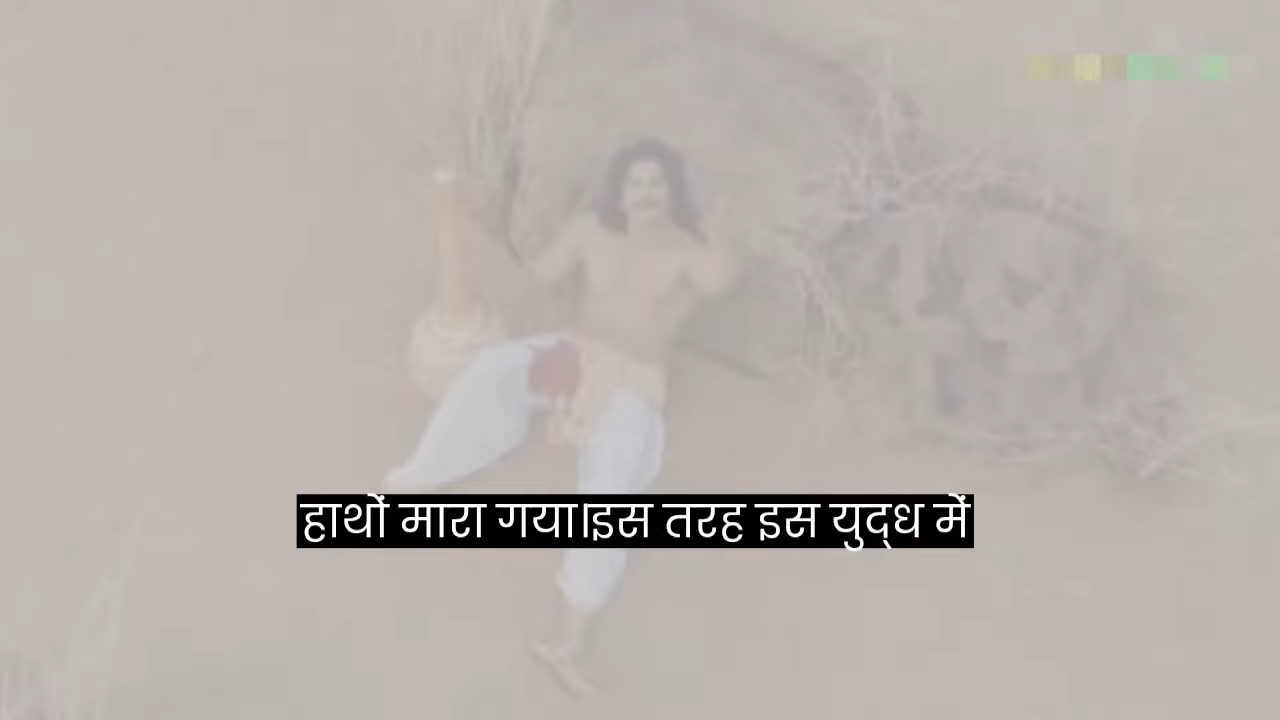 हाथों मारा गया।इस तरह इस युद्ध में